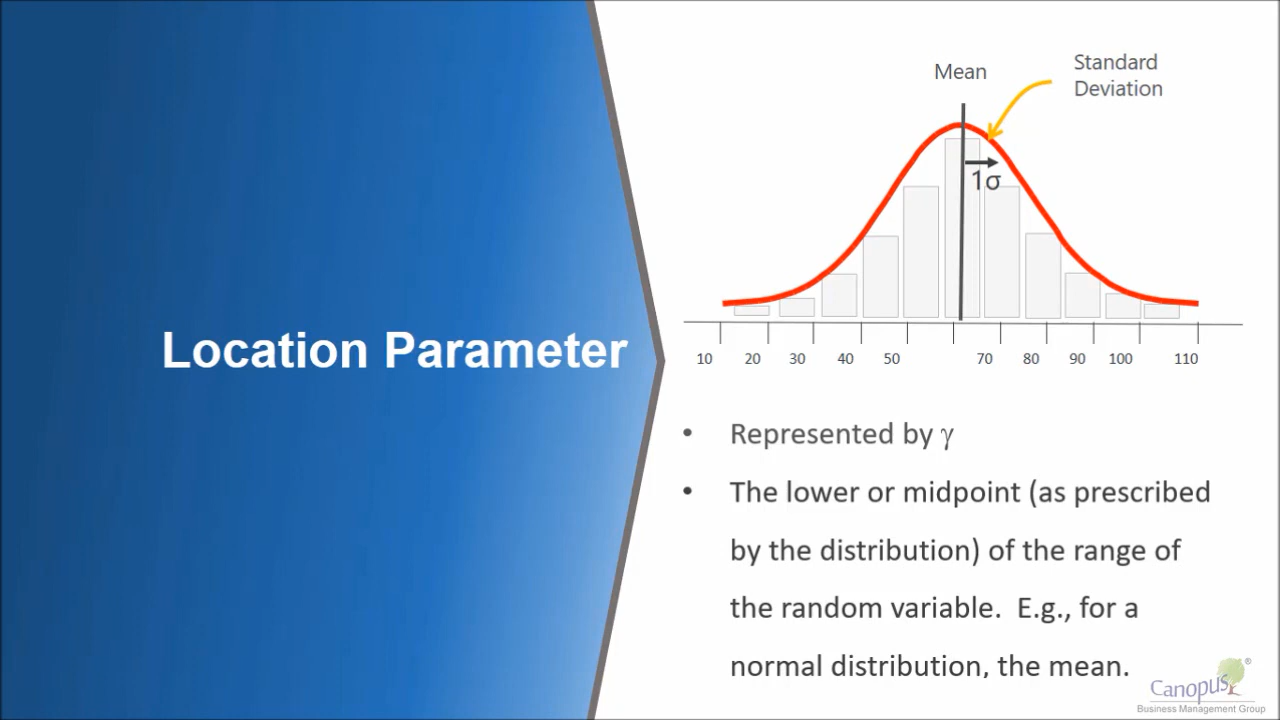 Location Parameter
Mean
Standard
Deviation
1σ
10 20 30 40 50 70 80 90 100 110
• Represented by γ
• The lower or midpoint (as prescribed
by the distribution) of the range of
the random variable. E.g., for a
normal distribution, the mean.
Canopus®
Business Management Group